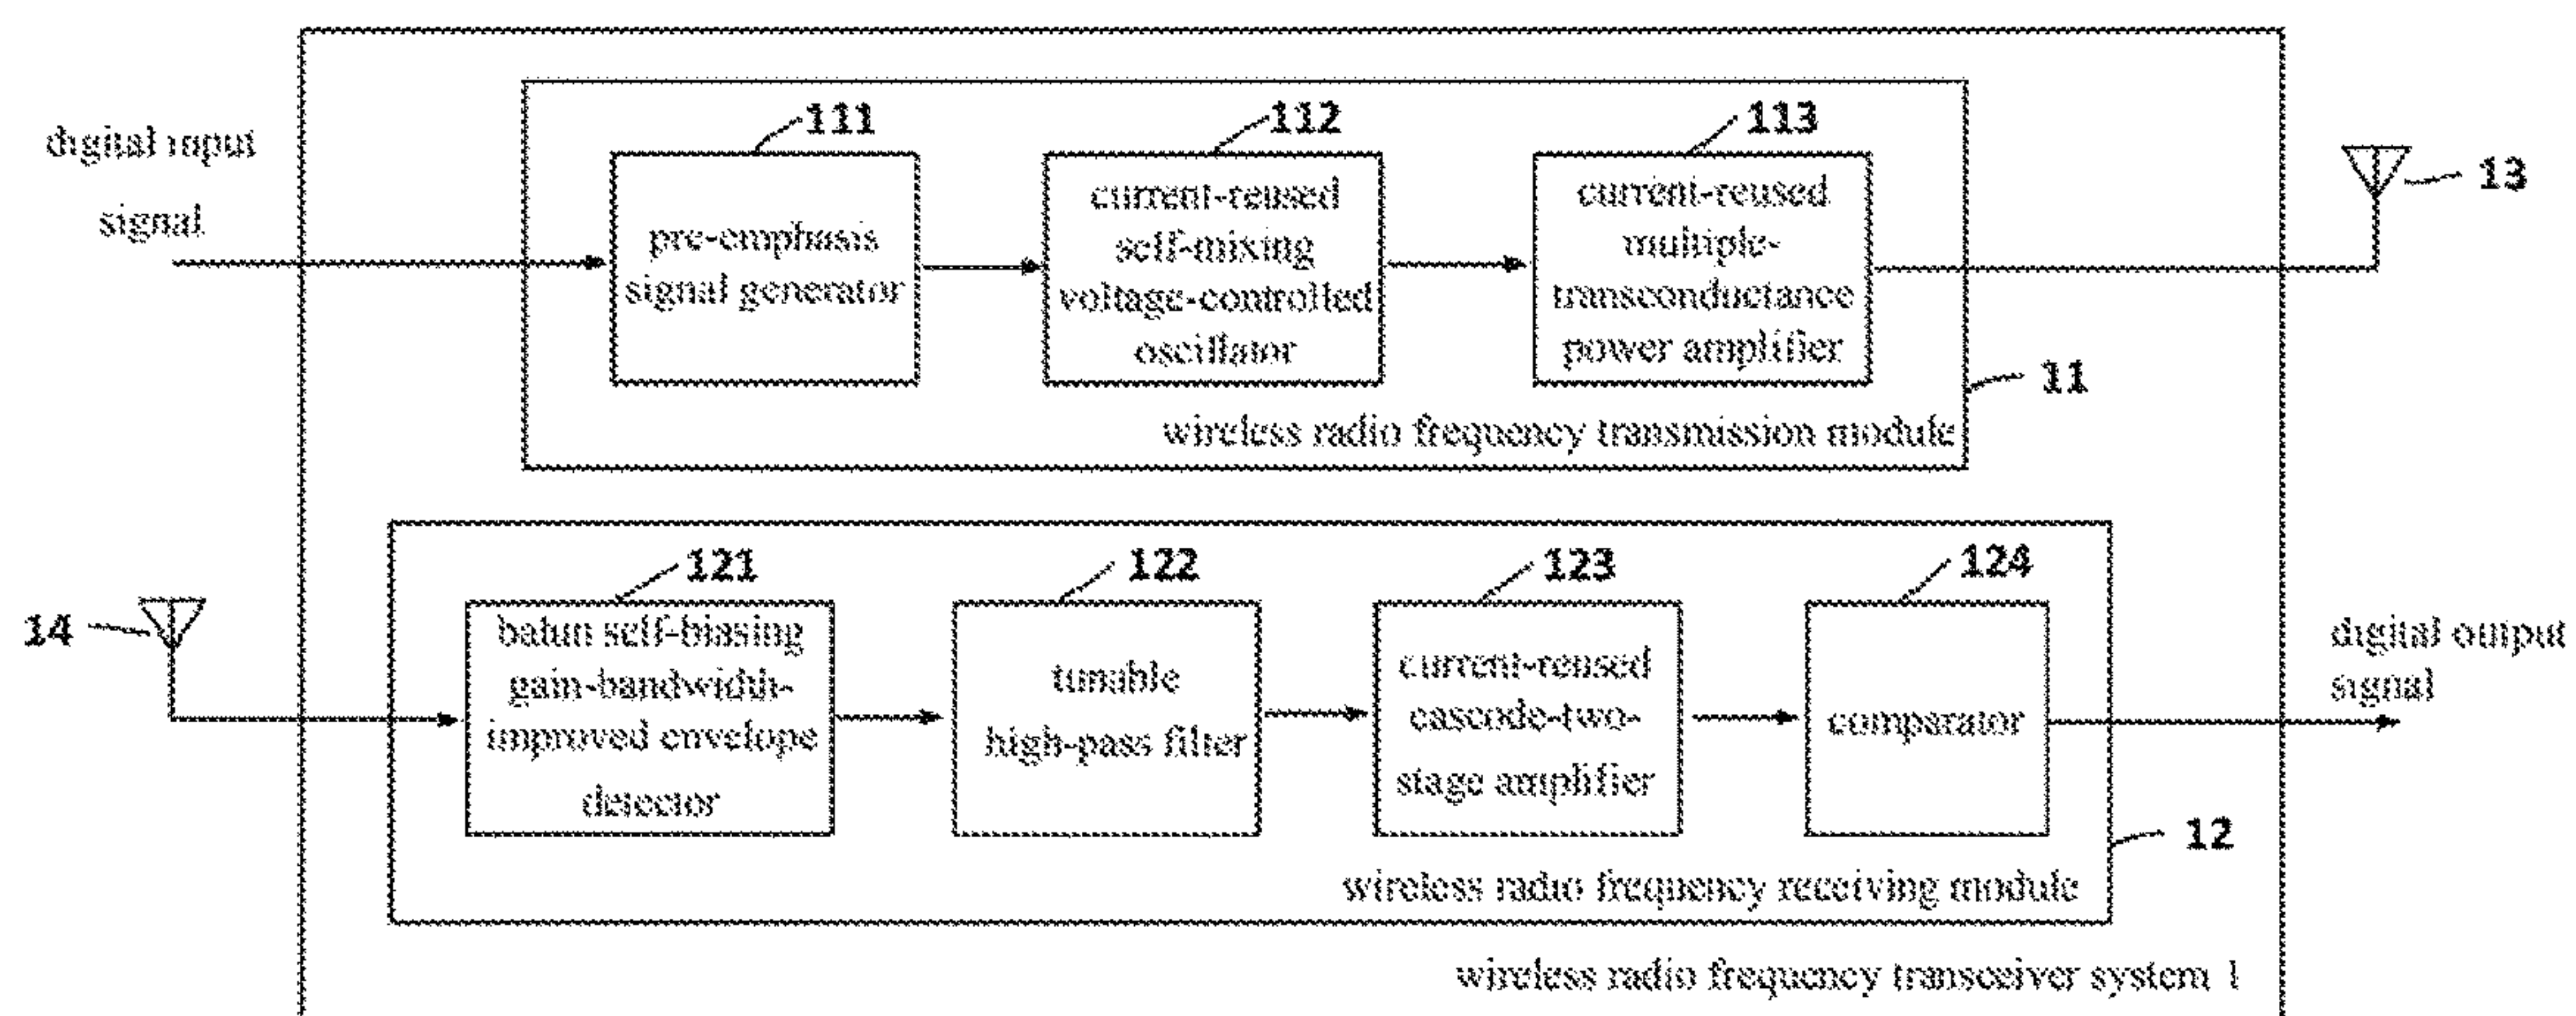 digital input
signal
111
pre-emphasis
signal generator
112
current-reused
self-mixing
voltage-controlled
oscillator
113
current-reused
multiple-
transconductance
power amplifier
13
11
wireless radio frequency transmission module
14
121
balun self-biasing
gain-bandwidth-
improved envelope
detector
122
tunable
high-pass filter
123
current-reused
cascode-two-
stage amplifier
124
comparator
digital output
signal
12
wireless radio frequency receiving module
wireless radio frequency transceiver system 1